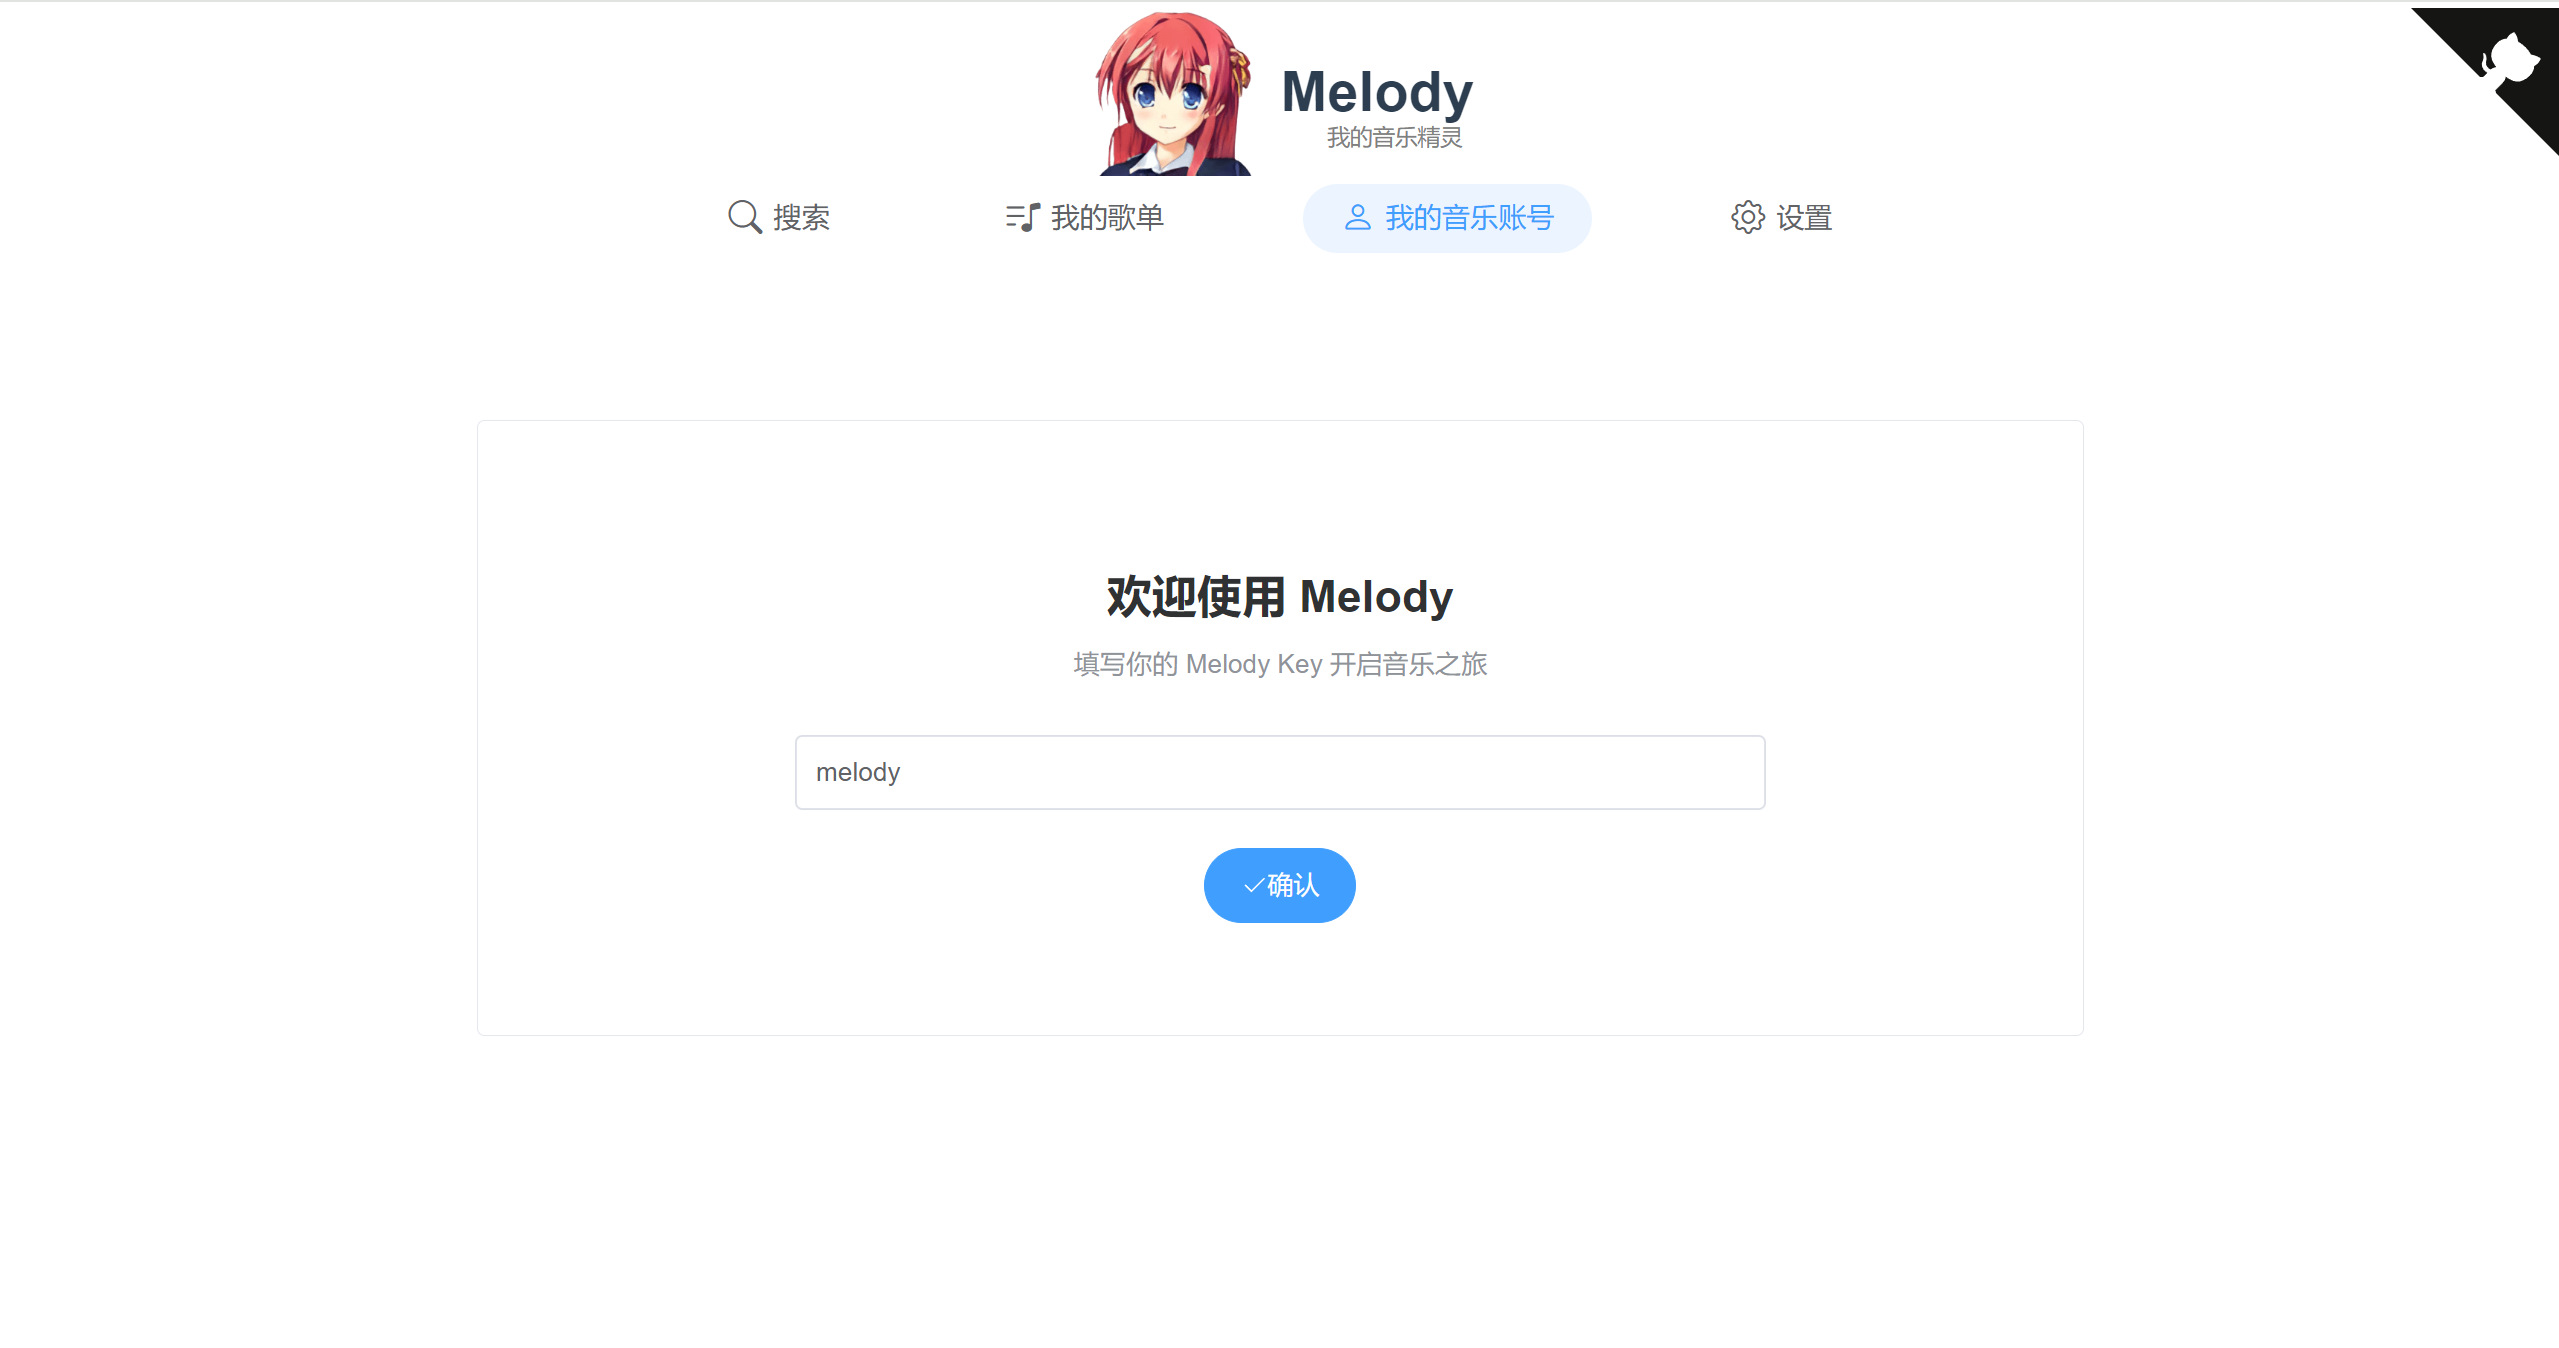 Melody
我的音乐精灵
搜索
我的歌单
我的音乐账号
设置
欢迎使用 Melody
填写你的 Melody Key 开启音乐之旅
melody
确认